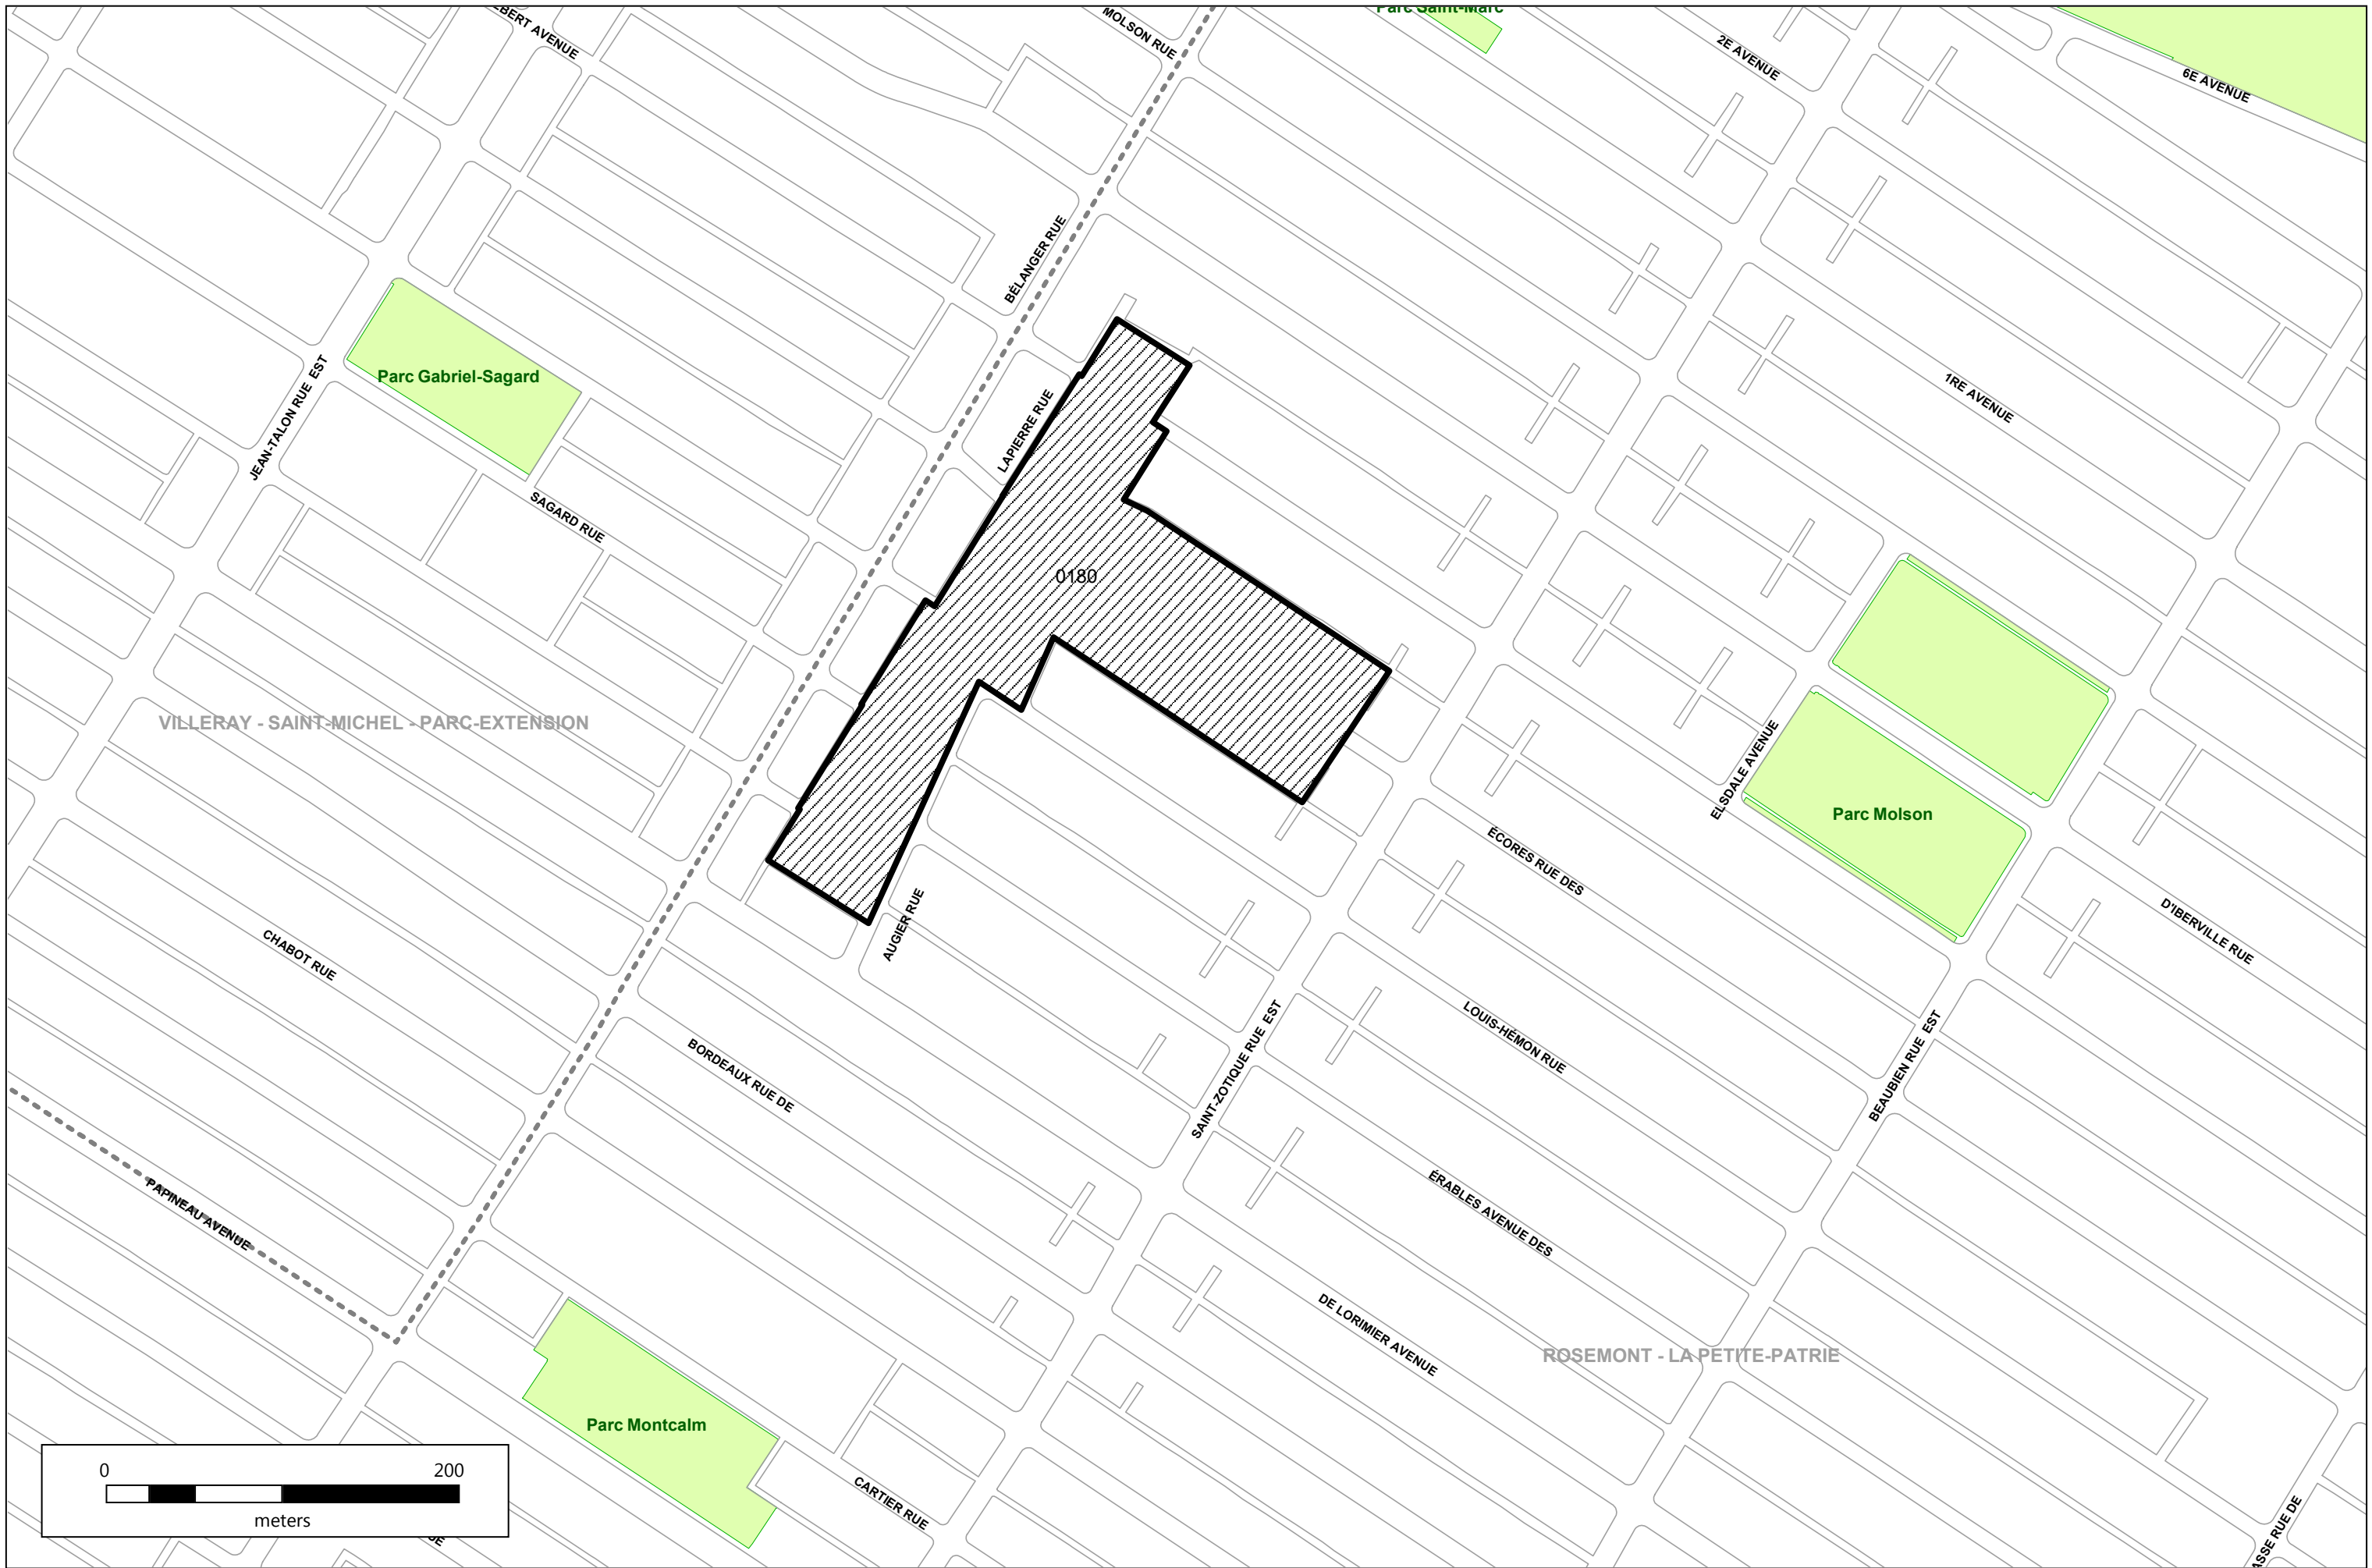 MOLSON RUE
Parc Saint-Marc
2E AVENUE
6E AVENUE
BÉLANGER RUE
JEAN-TALON RUE EST
Parc Gabriel-Sagard
LAPIERRE RUE
1RE AVENUE
SAGARD RUE
0180
VILLERAY - SAINT-MICHEL - PARC-EXTENSION
ELSDALE AVENUE
Parc Molson
ÉCORES RUE DES
AUGIER RUE
D'IBERVILLE RUE
CHABOT RUE
LOUIS-HÉMON RUE
SAINT-ZOTIQUE RUE EST
BEAUBIEN RUE EST
BORDEAUX RUE DE
PAPINEAU AVENUE
ÉRABLES AVENUE DES
DE LORIMIER AVENUE
ROSEMONT - LA PETITE-PATRIE
Parc Montcalm
CARTIER RUE
0 200
meters